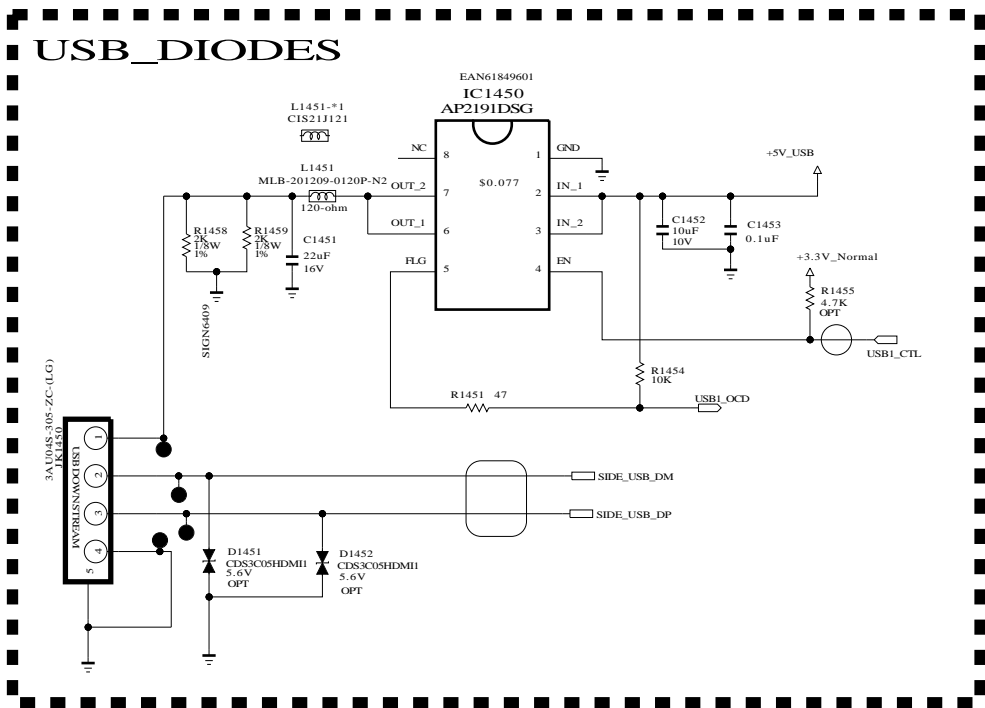 USB_DIODES
EAN61849601
IC1450
AP2191DSG
L1451-*1
CIS21J121
NC
8
1
GND
+5V_USB
L1451
MLB-201209-0120P-N2
120-ohm
OUT_2
7
$0.077
2
IN_1
OUT_1
6
3
IN_2
FLG
5
4
EN
R1458
2K
1/8W
1%
R1459
2K
1/8W
1%
C1451
22uF
16V
C1452
10uF
10V
C1453
0.1uF
+3.3V_Normal
R1455
4.7K
OPT
USB1_CTL
SIGN6409
R1454
10K
R1451 47
USB1_OCD
3AU04S-305-ZC-(LG)
JK1450
USB DOWN STREAM
1
2
3
4
5
SIDE_USB_DM
SIDE_USB_DP
D1451
CDS3C05HDMI1
5.6V
OPT
D1452
CDS3C05HDMI1
5.6V
OPT